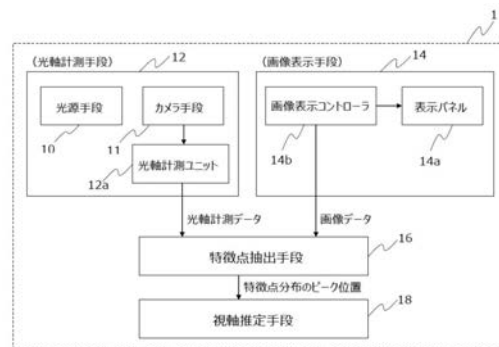 1
(光軸計測手段)
12
(画像表示手段)
14
光源手段
カメラ手段
画像表示コントローラ
表示パネル
10
11
14b
14a
光軸計測ユニット
12a
光軸計測データ
画像データ
16
特徴点抽出手段
特徴点分布のピーク位置
18
視軸推定手段